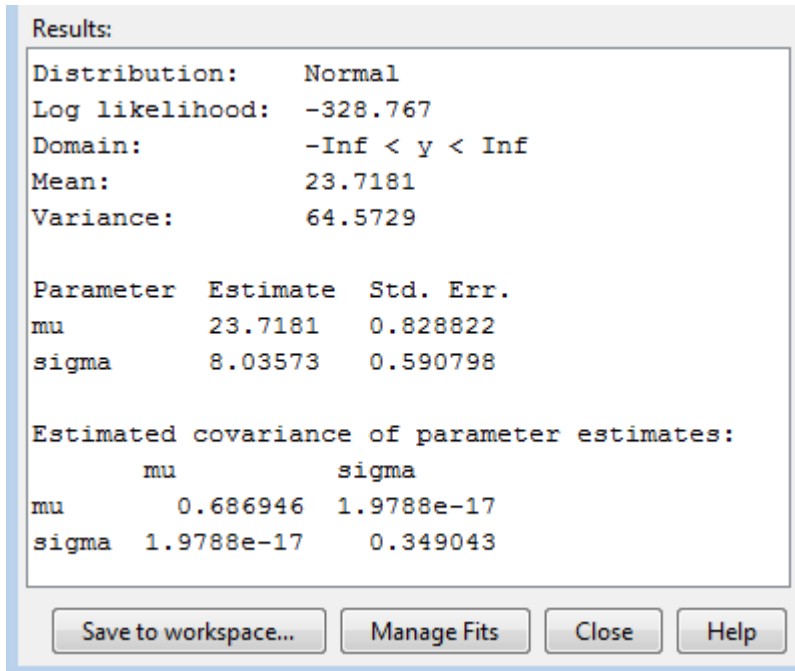 Results:
Distribution:    Normal
Log likelihood:  -328.767
Domain:          -Inf < y < Inf
Mean:            23.7181
Variance:        64.5729
Parameter  Estimate  Std. Err.
mu         23.7181   0.828822
sigma      8.03573   0.590798
Estimated covariance of parameter estimates:
       mu          sigma
mu       0.686946  1.9788e-17
sigma  1.9788e-17    0.349043
Save to workspace...  Manage Fits  Close  Help